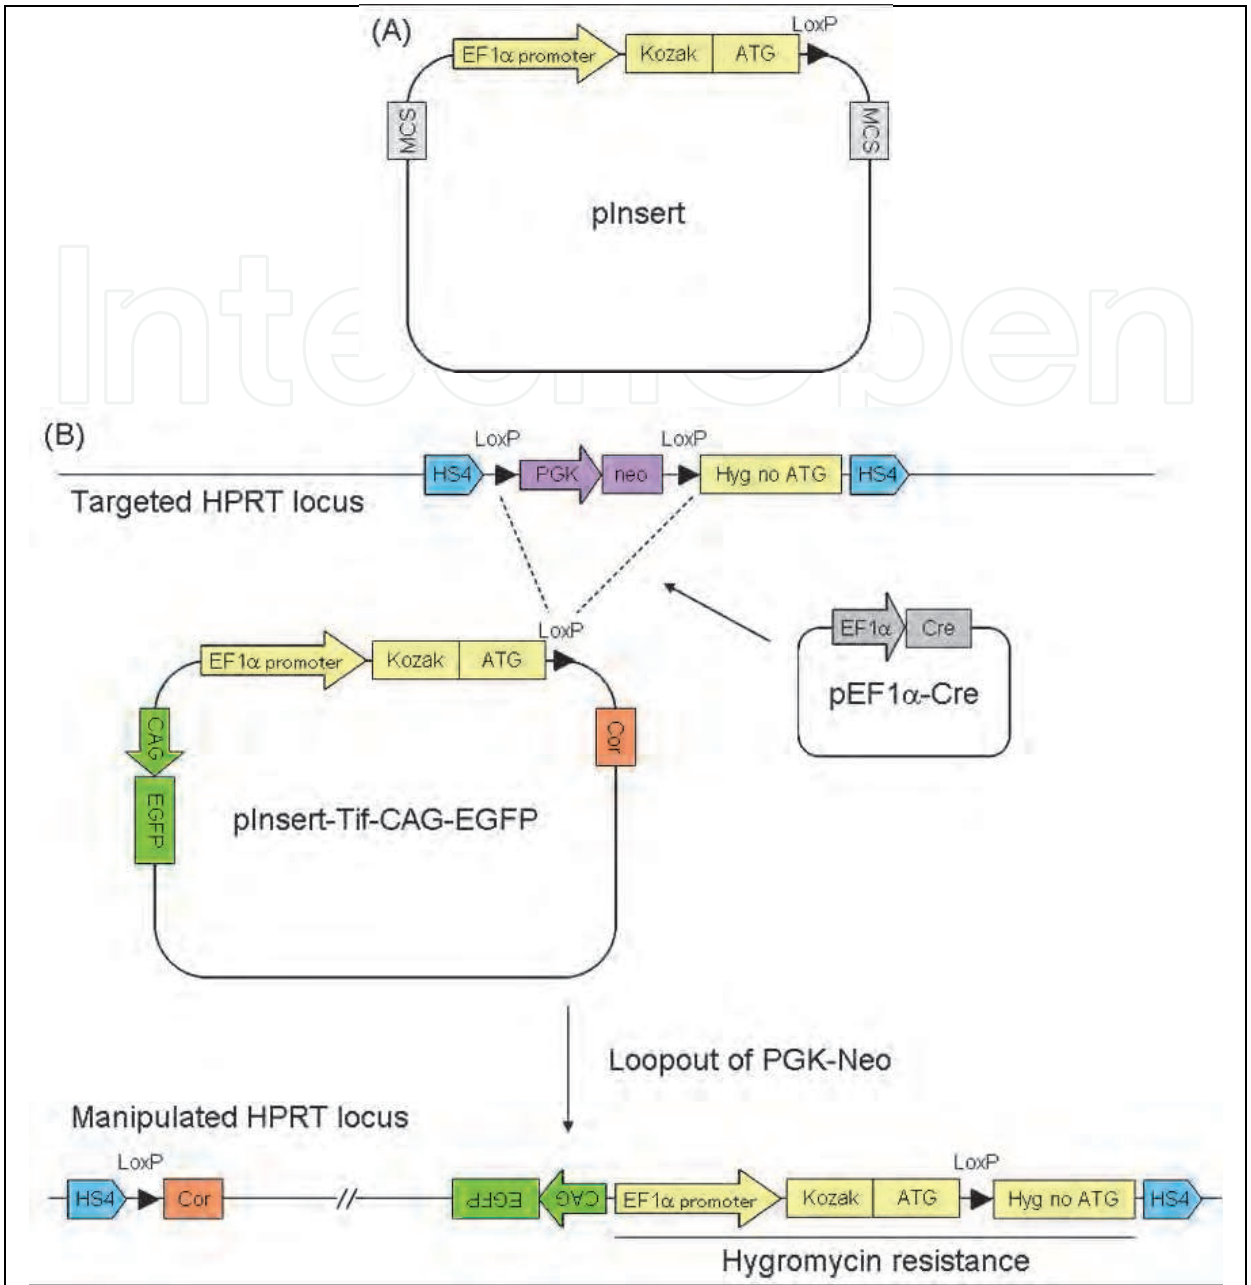 (A)
LoxP
EF1α promoter Kozak ATG
MCS MCS
pInsert
IntechOpen
(B)
LoxP LoxP
HS4 PGK neo Hyg no ATG HS4
Targeted HPRT locus
LoxP
EF1α promoter Kozak ATG
EF1α Cre
pEF1α-Cre
CAG Cor
EGFP
pInsert-Tif-CAG-EGFP
Loopout of PGK-Neo
Manipulated HPRT locus
LoxP LoxP
HS4 Cor EGFP CAG EF1α promoter Kozak ATG Hyg no ATG HS4
Hygromycin resistance